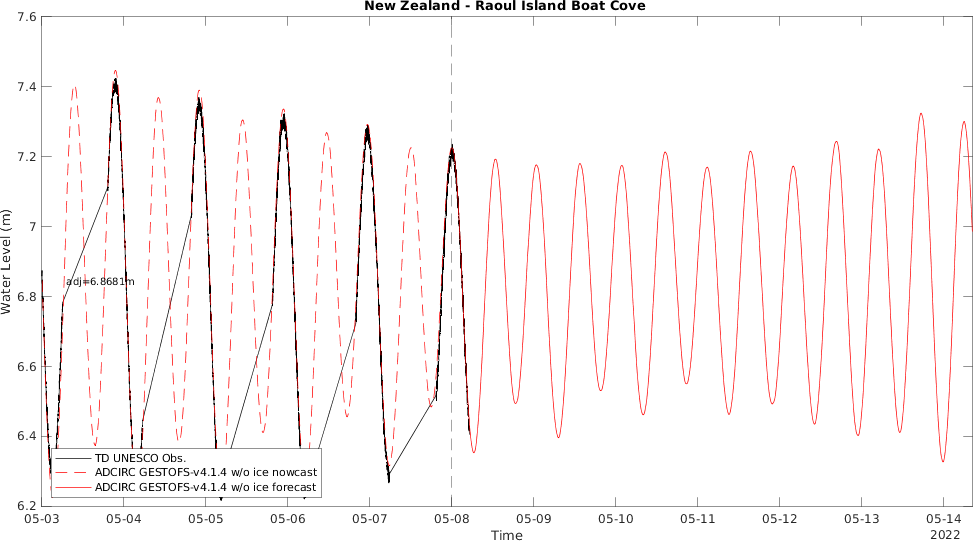 New Zealand - Raoul Island Boat Cove
7.6
7.4
7.2
7
6.8
6.6
6.4
6.2
Water Level (m)
adj=6.8681m
TD UNESCO Obs.
ADCIRC GESTOFS-v4.1.4 w/o ice nowcast
ADCIRC GESTOFS-v4.1.4 w/o ice forecast
05-03 05-04 05-05 05-06 05-07 05-08 05-09 05-10 05-11 05-12 05-13 05-14
Time
2022